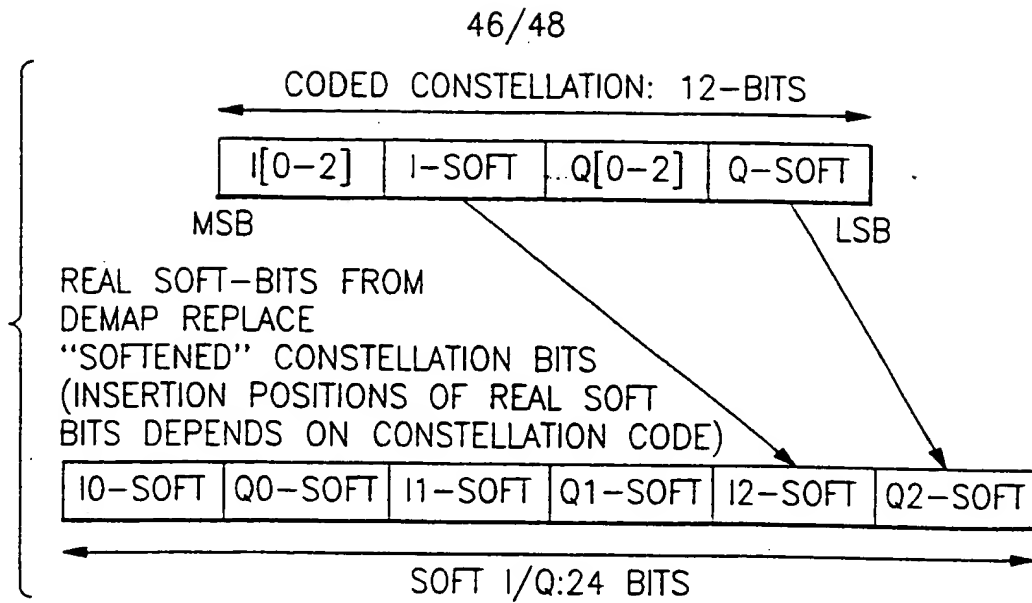 46/48
CODED CONSTELLATION: 12-BITS
I[0-2] I-SOFT Q[0-2] Q-SOFT
MSB LSB
REAL SOFT-BITS FROM
DEMAP REPLACE
"SOFTENED" CONSTELLATION BITS
(INSERTION POSITIONS OF REAL SOFT
BITS DEPENDS ON CONSTELLATION CODE)
I0-SOFT Q0-SOFT I1-SOFT Q1-SOFT I2-SOFT Q2-SOFT
SOFT I/Q:24 BITS